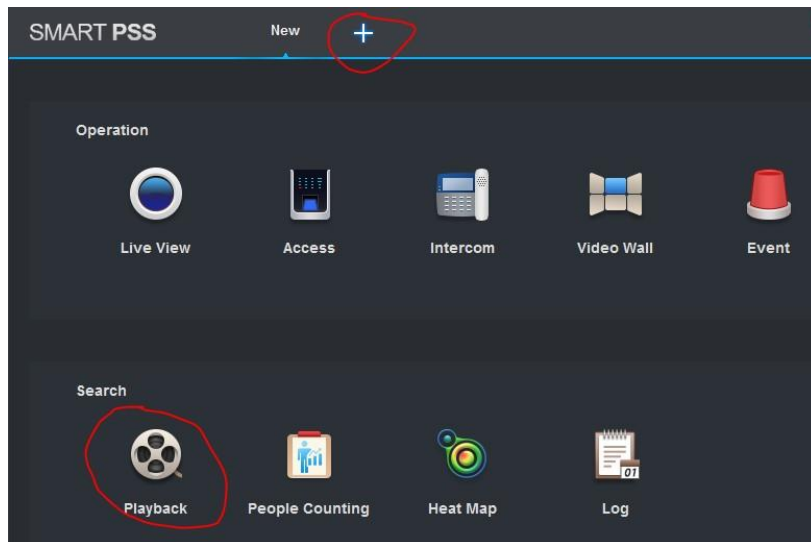 SMART PSS New +
Operation
Live View Access Intercom Video Wall Event
Search
Playback People Counting Heat Map Log
01